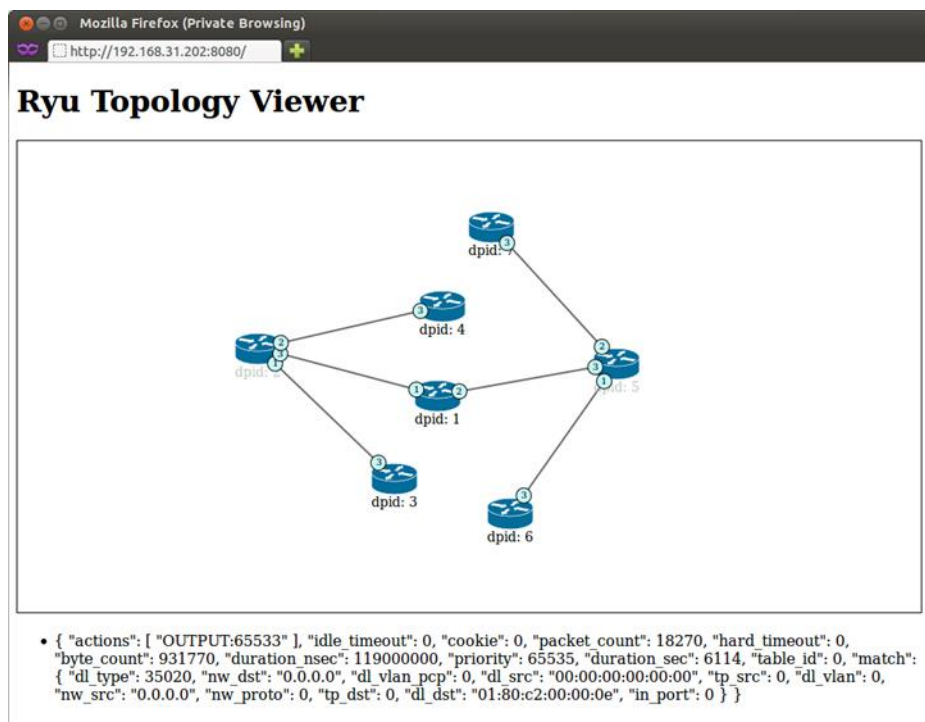 Mozilla Firefox (Private Browsing)
http://192.168.31.202:8080/
Ryu Topology Viewer
3
dpid: 7
3
dpid: 4
2
3
1
dpid: 2
2
3
1
dpid: 5
1
2
dpid: 1
3
dpid: 3
3
dpid: 6
• { "actions": [ "OUTPUT:65533" ], "idle_timeout": 0, "cookie": 0, "packet_count": 18270, "hard_timeout": 0,
"byte_count": 931770, "duration_nsec": 119000000, "priority": 65535, "duration_sec": 6114, "table_id": 0, "match":
{ "dl_type": 35020, "nw_dst": "0.0.0.0", "dl_vlan_pcp": 0, "dl_src": "00:00:00:00:00:00", "tp_src": 0, "dl_vlan": 0,
"nw_src": "0.0.0.0", "nw_proto": 0, "tp_dst": 0, "dl_dst": "01:80:c2:00:00:0e", "in_port": 0 } }